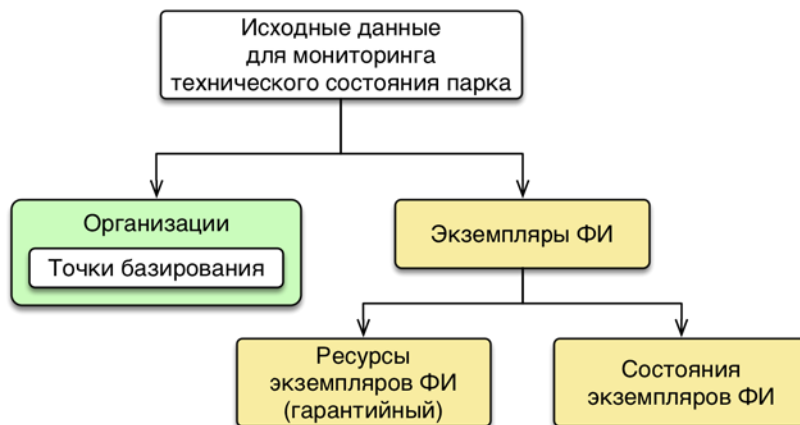 Исходные данные
для мониторинга
технического состояния парка
Организации
Точки базирования
Экземпляры ФИ
Ресурсы
экземпляров ФИ
(гарантийный)
Состояния
экземпляров ФИ